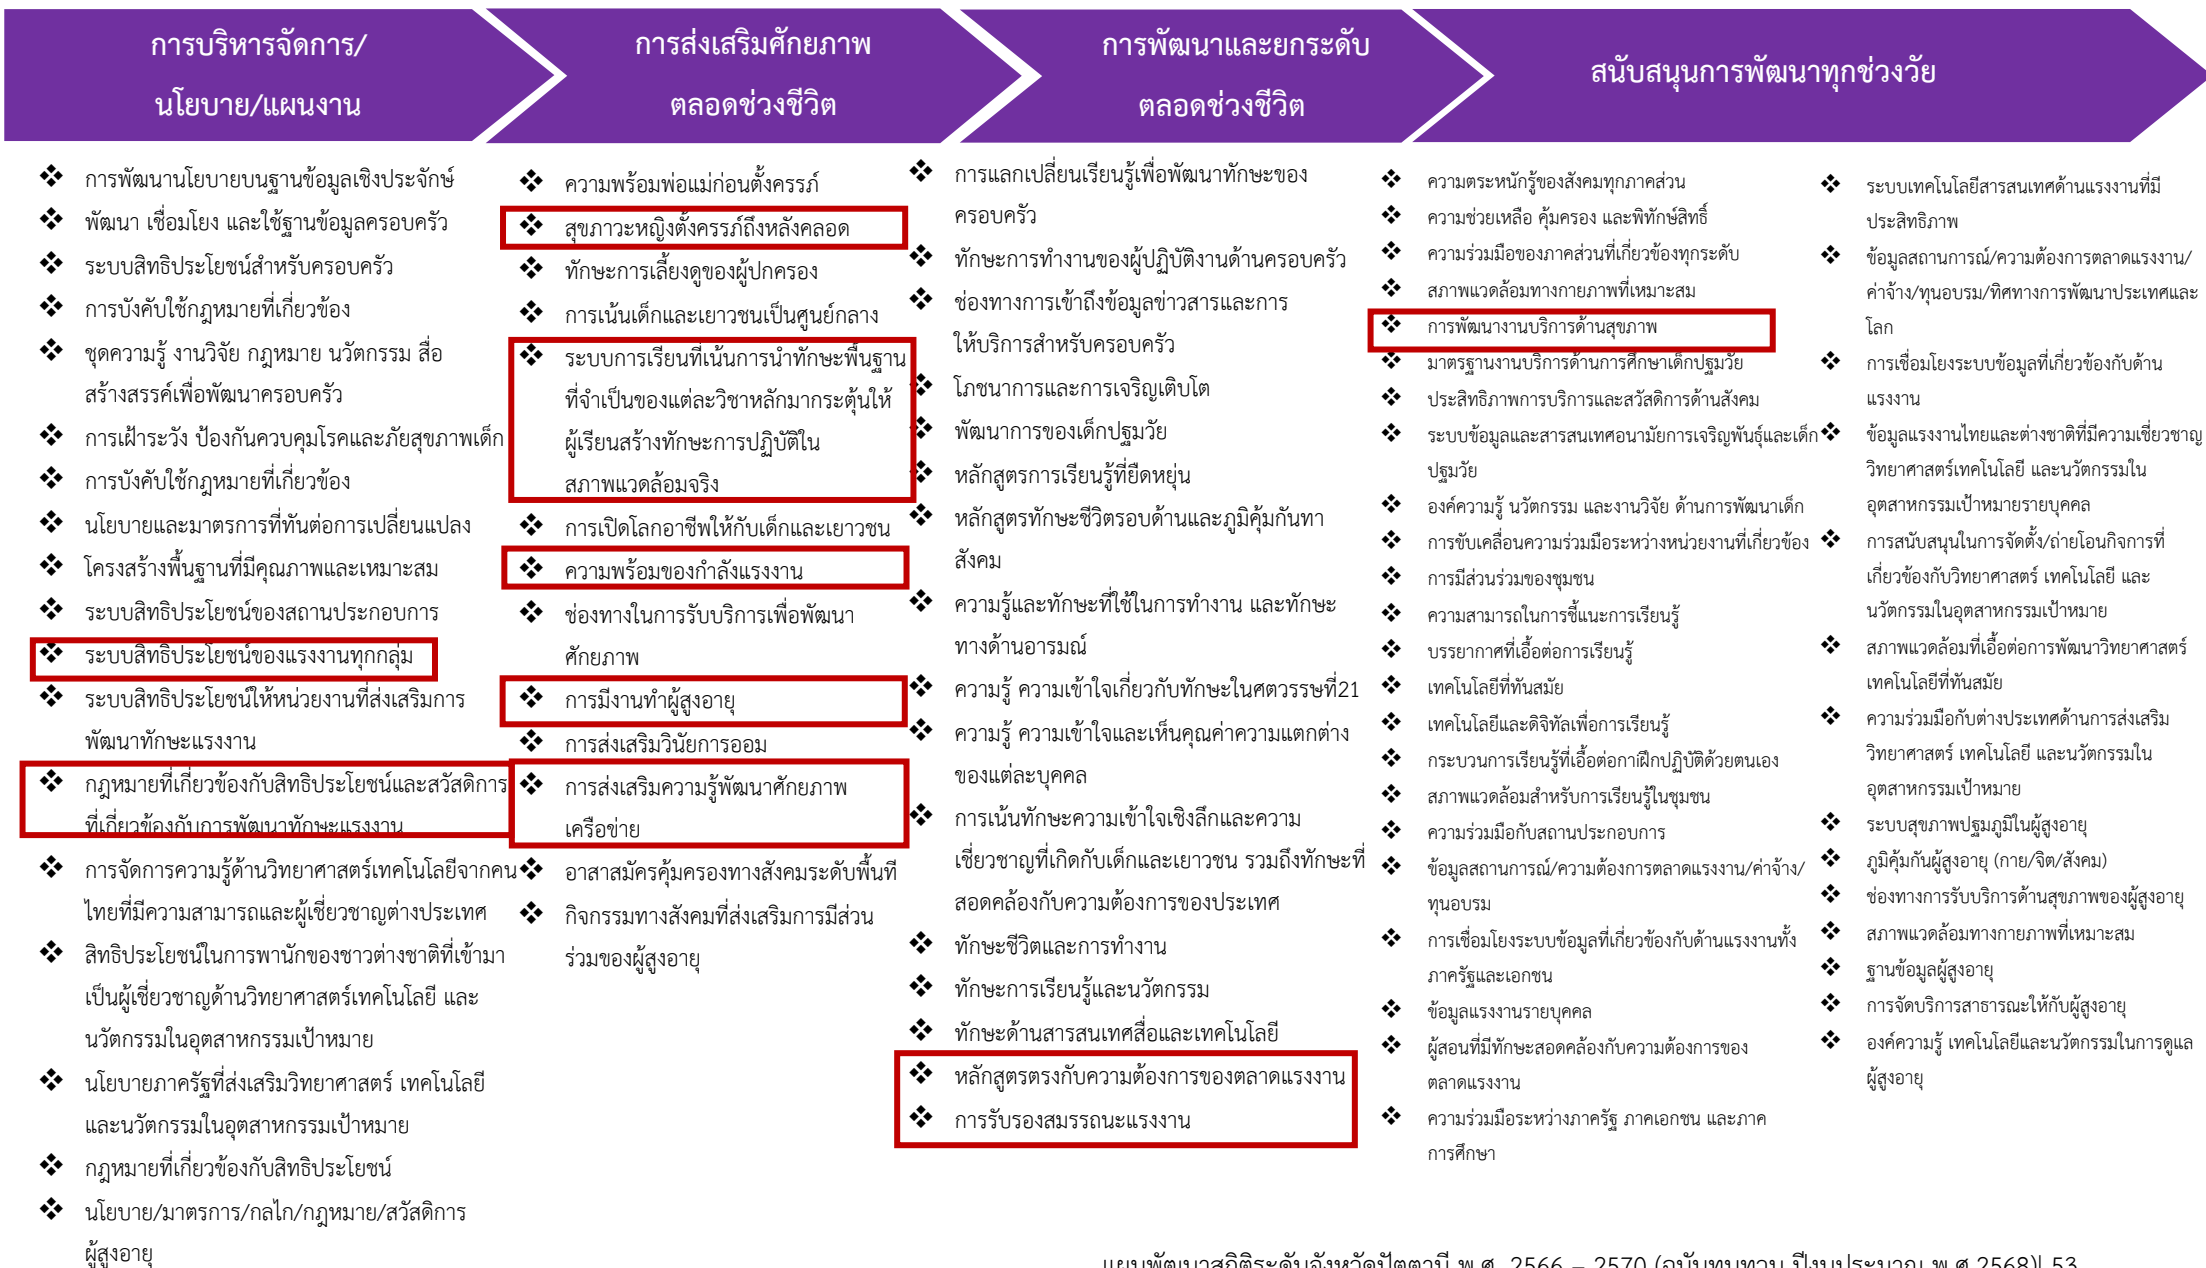 การบริหารจัดการ/
นโยบาย/แผนงาน
การส่งเสริมศักยภาพ
ตลอดช่วงชีวิต
การพัฒนาและยกระดับ
ตลอดช่วงชีวิต
สนับสนุนการพัฒนาทุกช่วงวัย
❖ การพัฒนานโยบายบนฐานข้อมูลเชิงประจักษ์
❖ พัฒนา เชื่อมโยง และใช้ฐานข้อมูลครอบครัว
❖ ระบบสิทธิประโยชน์สำหรับครอบครัว
❖ การบังคับใช้กฎหมายที่เกี่ยวข้อง
❖ ชุดความรู้ งานวิจัย กฎหมาย นวัตกรรม สื่อ
สร้างสรรค์เพื่อพัฒนาครอบครัว
❖ การเฝ้าระวัง ป้องกันควบคุมโรคและภัยสุขภาพเด็ก
❖ การบังคับใช้กฎหมายที่เกี่ยวข้อง
❖ นโยบายและมาตรการที่ทันต่อการเปลี่ยนแปลง
❖ โครงสร้างพื้นฐานที่มีคุณภาพและเหมาะสม
❖ ระบบสิทธิประโยชน์ของสถานประกอบการ
❖ ระบบสิทธิประโยชน์ของแรงงานทุกกลุ่ม
❖ ระบบสิทธิประโยชน์ให้หน่วยงานที่ส่งเสริมการ
พัฒนาทักษะแรงงาน
❖ กฎหมายที่เกี่ยวข้องกับสิทธิประโยชน์และสวัสดิการ
ที่เกี่ยวข้องกับการพัฒนาทักษะแรงงาน
❖ การจัดการความรู้ด้านวิทยาศาสตร์เทคโนโลยีจากคน
ไทยที่มีความสามารถและผู้เชี่ยวชาญต่างประเทศ
❖ สิทธิประโยชน์ในการพานักของชาวต่างชาติที่เข้ามา
เป็นผู้เชี่ยวชาญด้านวิทยาศาสตร์เทคโนโลยี และ
นวัตกรรมในอุตสาหกรรมเป้าหมาย
❖ นโยบายภาครัฐที่ส่งเสริมวิทยาศาสตร์ เทคโนโลยี
และนวัตกรรมในอุตสาหกรรมเป้าหมาย
❖ กฎหมายที่เกี่ยวข้องกับสิทธิประโยชน์
❖ นโยบาย/มาตรการ/กลไก/กฎหมาย/สวัสดิการ
ผู้สูงอายุ
❖ ความพร้อมพ่อแม่ก่อนตั้งครรภ์
❖ สุขภาวะหญิงตั้งครรภ์ถึงหลังคลอด
❖ ทักษะการเลี้ยงดูของผู้ปกครอง
❖ การเน้นเด็กและเยาวชนเป็นศูนย์กลาง
❖ ระบบการเรียนที่เน้นการนำทักษะพื้นฐาน
ที่จำเป็นของแต่ละวิชาหลักมากระตุ้นให้
ผู้เรียนสร้างทักษะการปฏิบัติใน
สภาพแวดล้อมจริง
❖ การเปิดโลกอาชีพให้กับเด็กและเยาวชน
❖ ความพร้อมของกำลังแรงงาน
❖ ช่องทางในการรับบริการเพื่อพัฒนา
ศักยภาพ
❖ การมีงานทำผู้สูงอายุ
❖ การส่งเสริมวินัยการออม
❖ การส่งเสริมความรู้พัฒนาศักยภาพ
เครือข่าย
❖ อาสาสมัครคุ้มครองทางสังคมระดับพื้นที่
❖ กิจกรรมทางสังคมที่ส่งเสริมการมีส่วน
ร่วมของผู้สูงอายุ
❖ การแลกเปลี่ยนเรียนรู้เพื่อพัฒนาทักษะของ
ครอบครัว
❖ ทักษะการทำงานของผู้ปฏิบัติงานด้านครอบครัว
❖ ช่องทางการเข้าถึงข้อมูลข่าวสารและการ
ให้บริการสำหรับครอบครัว
❖ โภชนาการและการเจริญเติบโต
❖ พัฒนาการของเด็กปฐมวัย
❖ หลักสูตรการเรียนรู้ที่ยืดหยุ่น
❖ หลักสูตรทักษะชีวิตรอบด้านและภูมิคุ้มกันทา
สังคม
❖ ความรู้และทักษะที่ใช้ในการทำงาน และทักษะ
ทางด้านอารมณ์
❖ ความรู้ ความเข้าใจเกี่ยวกับทักษะในศตวรรษที่21
❖ ความรู้ ความเข้าใจและเห็นคุณค่าความแตกต่าง
ของแต่ละบุคคล
❖ การเน้นทักษะความเข้าใจเชิงลึกและความ
เชี่ยวชาญที่เกิดกับเด็กและเยาวชน รวมถึงทักษะที่
สอดคล้องกับความต้องการของประเทศ
❖ ทักษะชีวิตและการทำงาน
❖ ทักษะการเรียนรู้และนวัตกรรม
❖ ทักษะด้านสารสนเทศสื่อและเทคโนโลยี
❖ หลักสูตรตรงกับความต้องการของตลาดแรงงาน
❖ การรับรองสมรรถนะแรงงาน
❖ ความตระหนักรู้ของสังคมทุกภาคส่วน
❖ ความช่วยเหลือ คุ้มครอง และพิทักษ์สิทธิ์
❖ ความร่วมมือของภาคส่วนที่เกี่ยวข้องทุกระดับ
❖ สภาพแวดล้อมทางกายภาพที่เหมาะสม
❖ การพัฒนางานบริการด้านสุขภาพ
❖ มาตรฐานงานบริการด้านการศึกษาเด็กปฐมวัย
❖ ประสิทธิภาพการบริการและสวัสดิการด้านสังคม
❖ ระบบข้อมูลและสารสนเทศอนามัยการเจริญพันธุ์และเด็ก
ปฐมวัย
❖ องค์ความรู้ นวัตกรรม และงานวิจัย ด้านการพัฒนาเด็ก
❖ การขับเคลื่อนความร่วมมือระหว่างหน่วยงานที่เกี่ยวข้อง
❖ การมีส่วนร่วมของชุมชน
❖ ความสามารถในการชี้แนะการเรียนรู้
❖ บรรยากาศที่เอื้อต่อการเรียนรู้
❖ เทคโนโลยีที่ทันสมัย
❖ เทคโนโลยีและดิจิทัลเพื่อการเรียนรู้
❖ กระบวนการเรียนรู้ที่เอื้อต่อกาฝึกปฏิบัติด้วยตนเอง
❖ สภาพแวดล้อมสำหรับการเรียนรู้ในชุมชน
❖ ความร่วมมือกับสถานประกอบการ
❖ ข้อมูลสถานการณ์/ความต้องการตลาดแรงงาน/ค่าจ้าง/
ทุนอบรม
❖ การเชื่อมโยงระบบข้อมูลที่เกี่ยวข้องกับด้านแรงงานทั้ง
ภาครัฐและเอกชน
❖ ข้อมูลแรงงานรายบุคคล
❖ ผู้สอนที่มีทักษะสอดคล้องกับความต้องการของ
ตลาดแรงงาน
❖ ความร่วมมือระหว่างภาครัฐ ภาคเอกชน และภาค
การศึกษา
❖ ระบบเทคโนโลยีสารสนเทศด้านแรงงานที่มี
ประสิทธิภาพ
❖ ข้อมูลสถานการณ์/ความต้องการตลาดแรงงาน/
ค่าจ้าง/ทุนอบรม/ทิศทางการพัฒนาประเทศและ
โลก
❖ การเชื่อมโยงระบบข้อมูลที่เกี่ยวข้องกับด้าน
แรงงาน
❖ ข้อมูลแรงงานไทยและต่างชาติที่มีความเชี่ยวชาญ
วิทยาศาสตร์เทคโนโลยี และนวัตกรรมใน
อุตสาหกรรมเป้าหมายรายบุคคล
❖ การสนับสนุนในการจัดตั้ง/ถ่ายโอนกิจการที่
เกี่ยวข้องกับวิทยาศาสตร์ เทคโนโลยี และ
นวัตกรรมในอุตสาหกรรมเป้าหมาย
❖ สภาพแวดล้อมที่เอื้อต่อการพัฒนาวิทยาศาสตร์
เทคโนโลยีที่ทันสมัย
❖ ความร่วมมือกับต่างประเทศด้านการส่งเสริม
วิทยาศาสตร์ เทคโนโลยี และนวัตกรรมใน
อุตสาหกรรมเป้าหมาย
❖ ระบบสุขภาพปฐมภูมิในผู้สูงอายุ
❖ ภูมิคุ้มกันผู้สูงอายุ (กาย/จิต/สังคม)
❖ ช่องทางการรับบริการด้านสุขภาพของผู้สูงอายุ
❖ สภาพแวดล้อมทางกายภาพที่เหมาะสม
❖ ฐานข้อมูลผู้สูงอายุ
❖ การจัดบริการสาธารณะให้กับผู้สูงอายุ
❖ องค์ความรู้ เทคโนโลยีและนวัตกรรมในการดูแล
ผู้สูงอายุ
แผนพัฒนาสถิติระดับจังหวัดปัตตานี พ.ศ. 2566 – 2570 (ฉบับทบทวน ปีงบประมาณ พ.ศ.2568)| 53